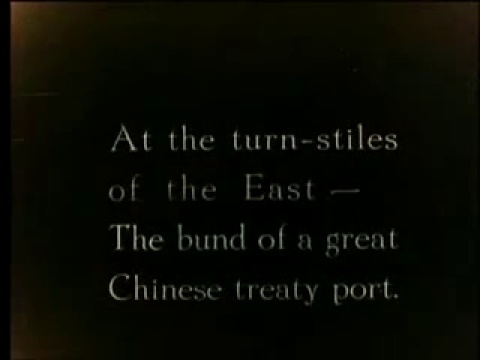 At the turn-stiles
of the East —
The bund of a great
Chinese treaty port.